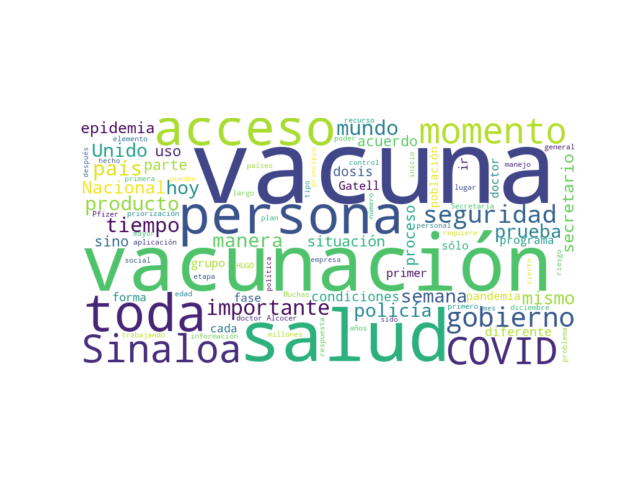 acceso
momento
recurso
elemento
epidemia
mundo
poder
general
Unido
uso
acuerdo
vacuna
después
hecho
país
parte
países
principio
control
dosis
inicio
ir
manejo
Nacional
hoy
tipo
Gatell
población
doctor
lugar
secretario
primera
pueden
producto
largo
persona
número
proceso
Secretaría
seguridad
Pfizer
priorización
plan
personal
tiempo
prueba
requiere
sino
aplicación
manera
situación
sólo
programa
vacunación
social
grupo
HUGO
política
empresa
primer
cierto
riesgo
etapa
forma
edad
fase
Muchas
condiciones
semana
pandemia
mismo
toda
importante
salud
policía
primero
mes
diciembre
gobierno
cada
doctor Alcocer
respuesta
sido
años
diferente
trabajando
información
millones
Sinaloa
COVID
problema
mayor